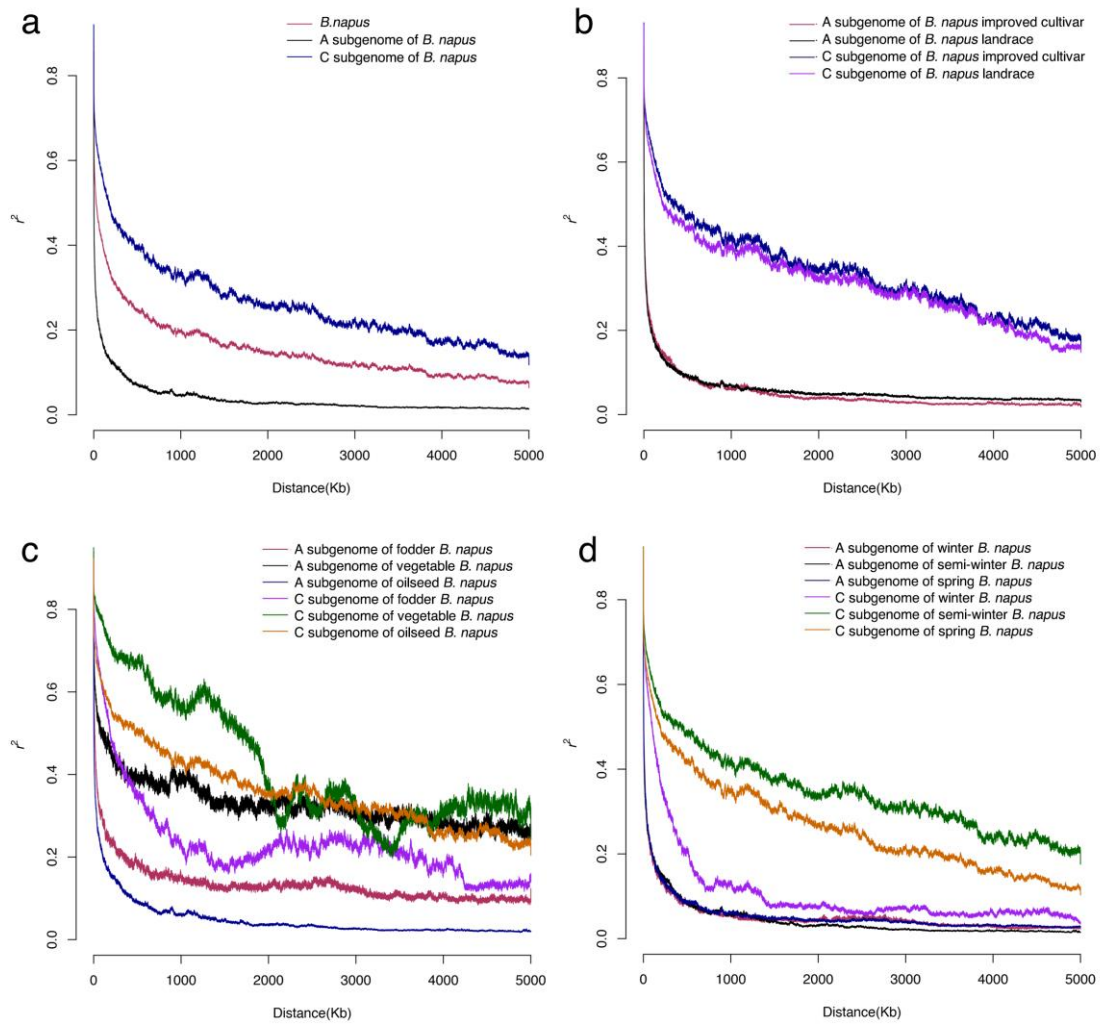 a
B.napus
A subgenome of B. napus
C subgenome of B. napus
0.8
0.6
0.4
0.2
0.0
r²
0 1000 2000 3000 4000 5000
Distance(Kb)
b
A subgenome of B. napus improved cultivar
A subgenome of B. napus landrace
C subgenome of B. napus improved cultivar
C subgenome of B. napus landrace
0.8
0.6
0.4
0.2
0.0
r²
0 1000 2000 3000 4000 5000
Distance(Kb)
c
A subgenome of fodder B. napus
A subgenome of vegetable B. napus
A subgenome of oilseed B. napus
C subgenome of fodder B. napus
C subgenome of vegetable B. napus
C subgenome of oilseed B. napus
0.8
0.6
0.4
0.2
0.0
r²
0 1000 2000 3000 4000 5000
Distance(Kb)
d
A subgenome of winter B. napus
A subgenome of semi-winter B. napus
A subgenome of spring B. napus
C subgenome of winter B. napus
C subgenome of semi-winter B. napus
C subgenome of spring B. napus
0.8
0.6
0.4
0.2
0.0
r²
0 1000 2000 3000 4000 5000
Distance(Kb)